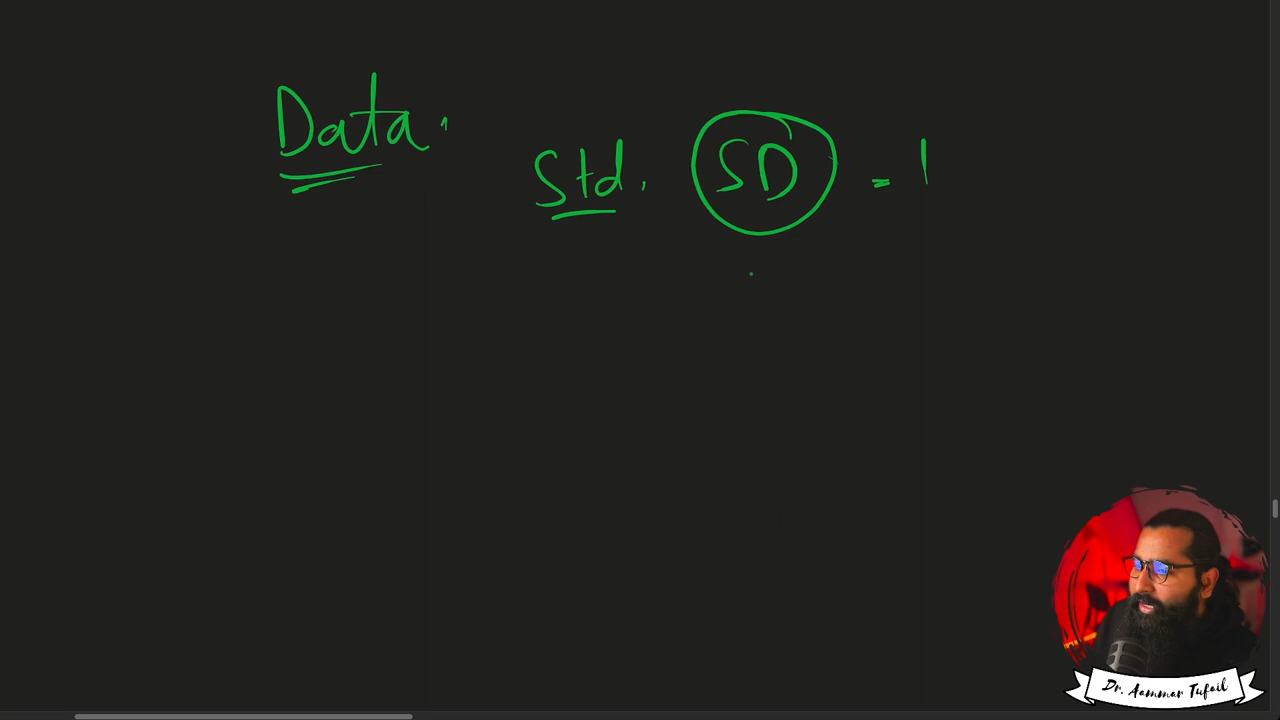 Data.
Std. SD = 1
Dr. Aammar Tufail